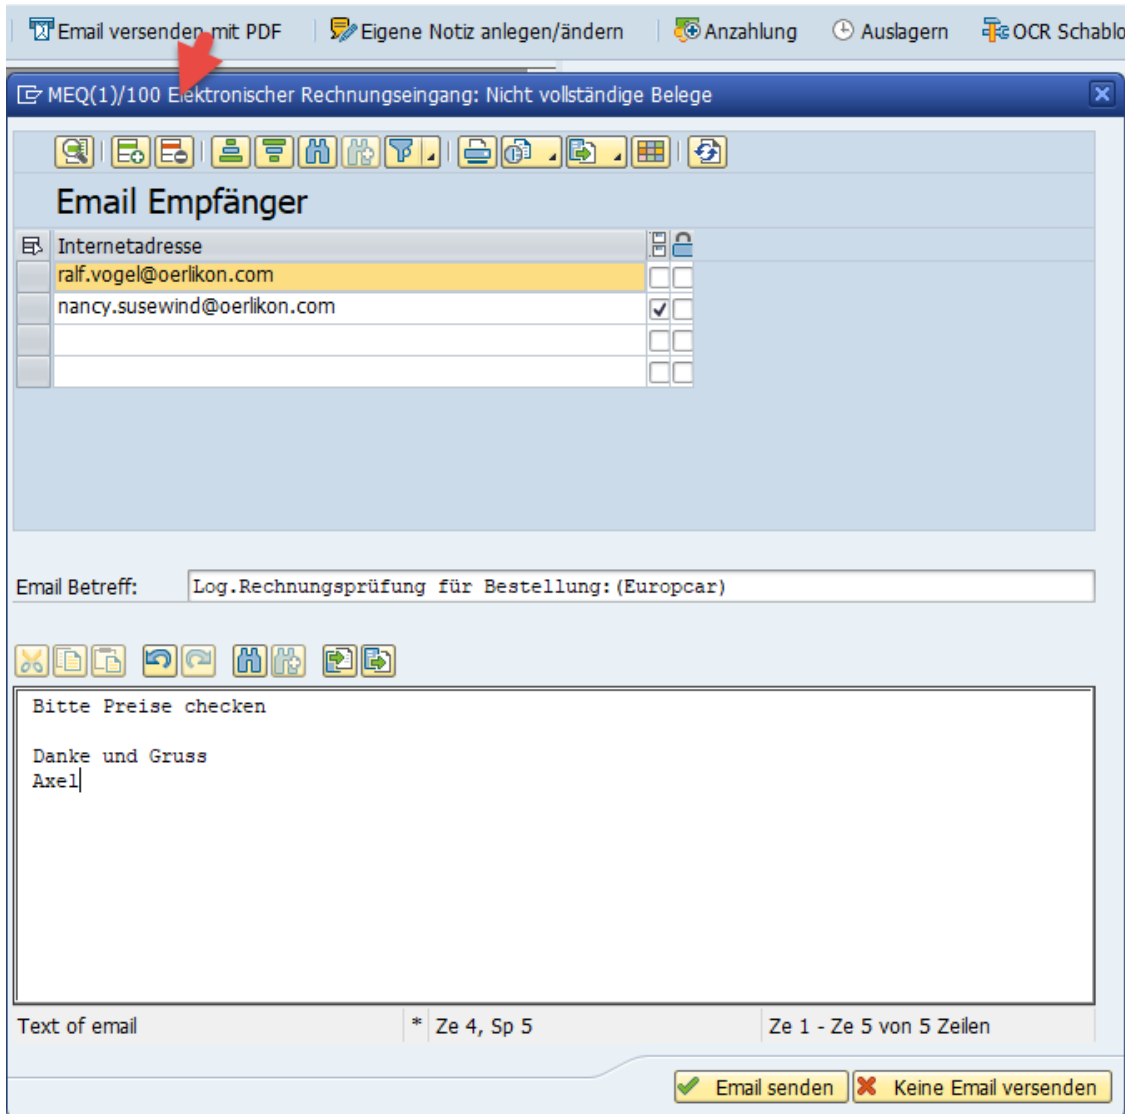 Email versenden mit PDF Eigene Notiz anlegen/ändern Anzahlung Auslagern OCR Schablo
MEQ(1)/100 Elektronischer Rechnungseingang: Nicht vollständige Belege
Email Empfänger
Internetadresse
ralf.vogel@oerlikon.com
nancy.susewind@oerlikon.com
Email Betreff: Log.Rechnungsprüfung für Bestellung:(Europcar)
Bitte Preise checken
Danke und Gruss
Axel
Text of email * Ze 4, Sp 5 Ze 1 - Ze 5 von 5 Zeilen
Email senden Keine Email versenden